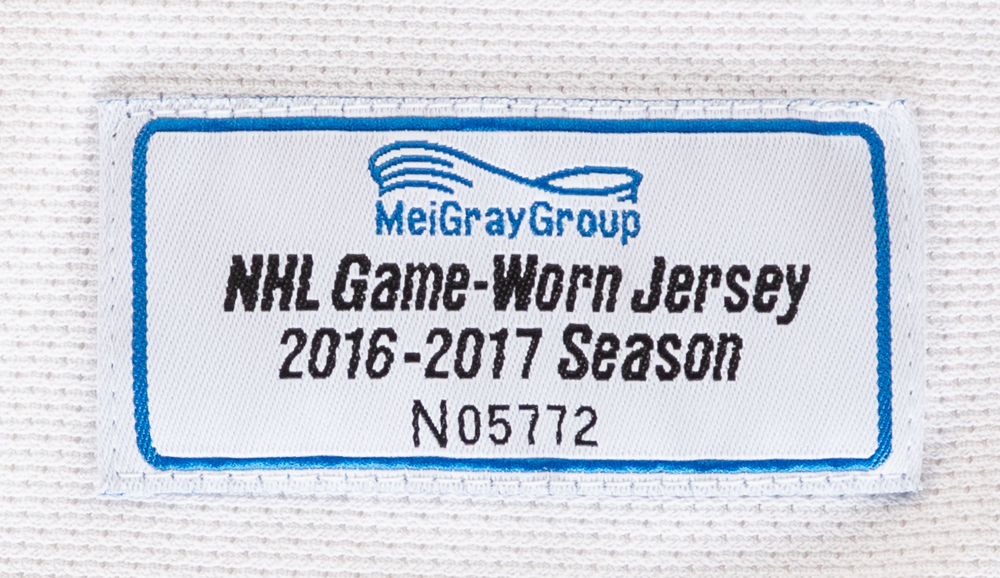 MeiGrayGroup
NHL Game-Worn Jersey
2016-2017 Season
N05772